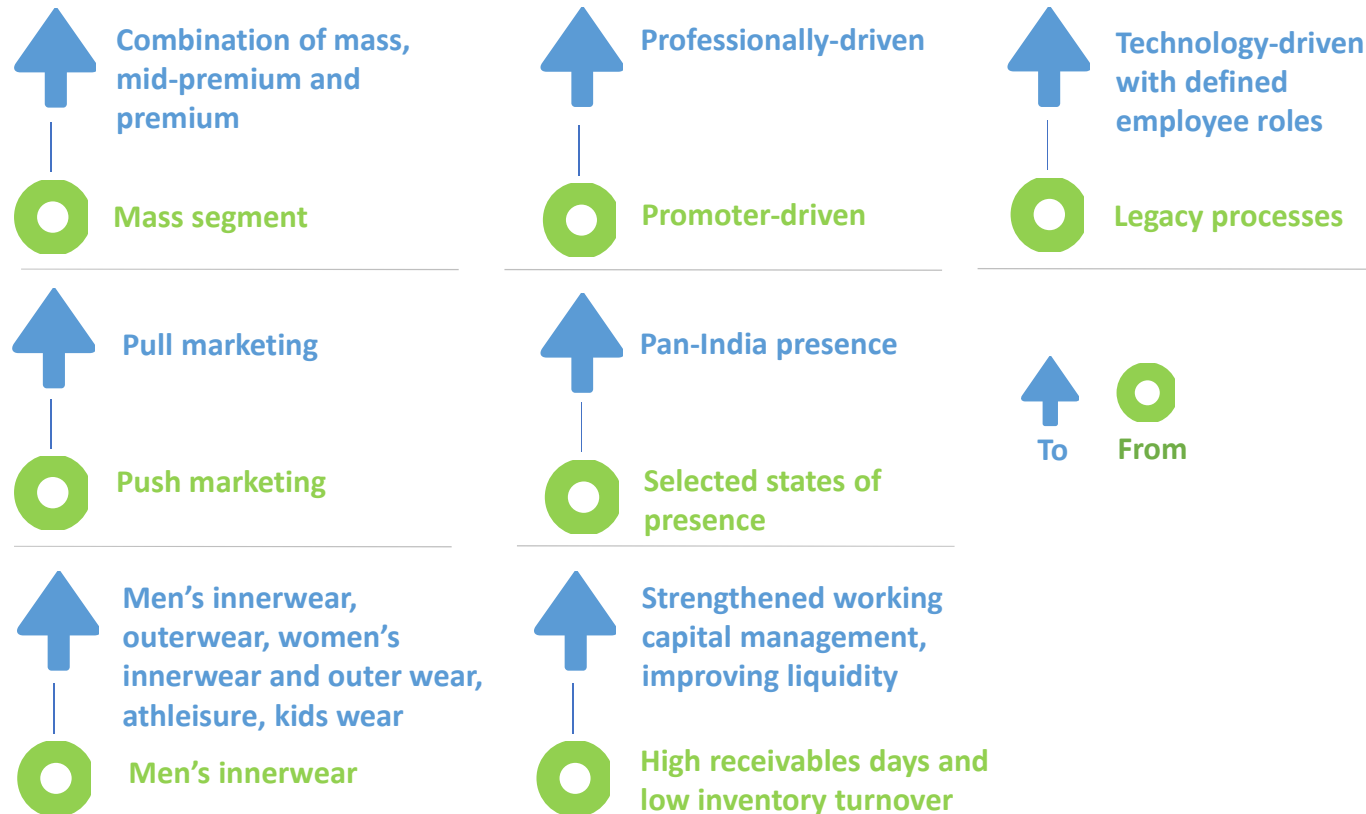 Combination of mass,
mid-premium and
premium
Mass segment
Professionally-driven
Promoter-driven
Technology-driven
with defined
employee roles
Legacy processes
Pull marketing
Push marketing
Pan-India presence
Selected states of
presence
To
From
Men’s innerwear,
outerwear, women’s
innerwear and outer wear,
athleisure, kids wear
Men’s innerwear
Strengthened working
capital management,
improving liquidity
High receivables days and
low inventory turnover